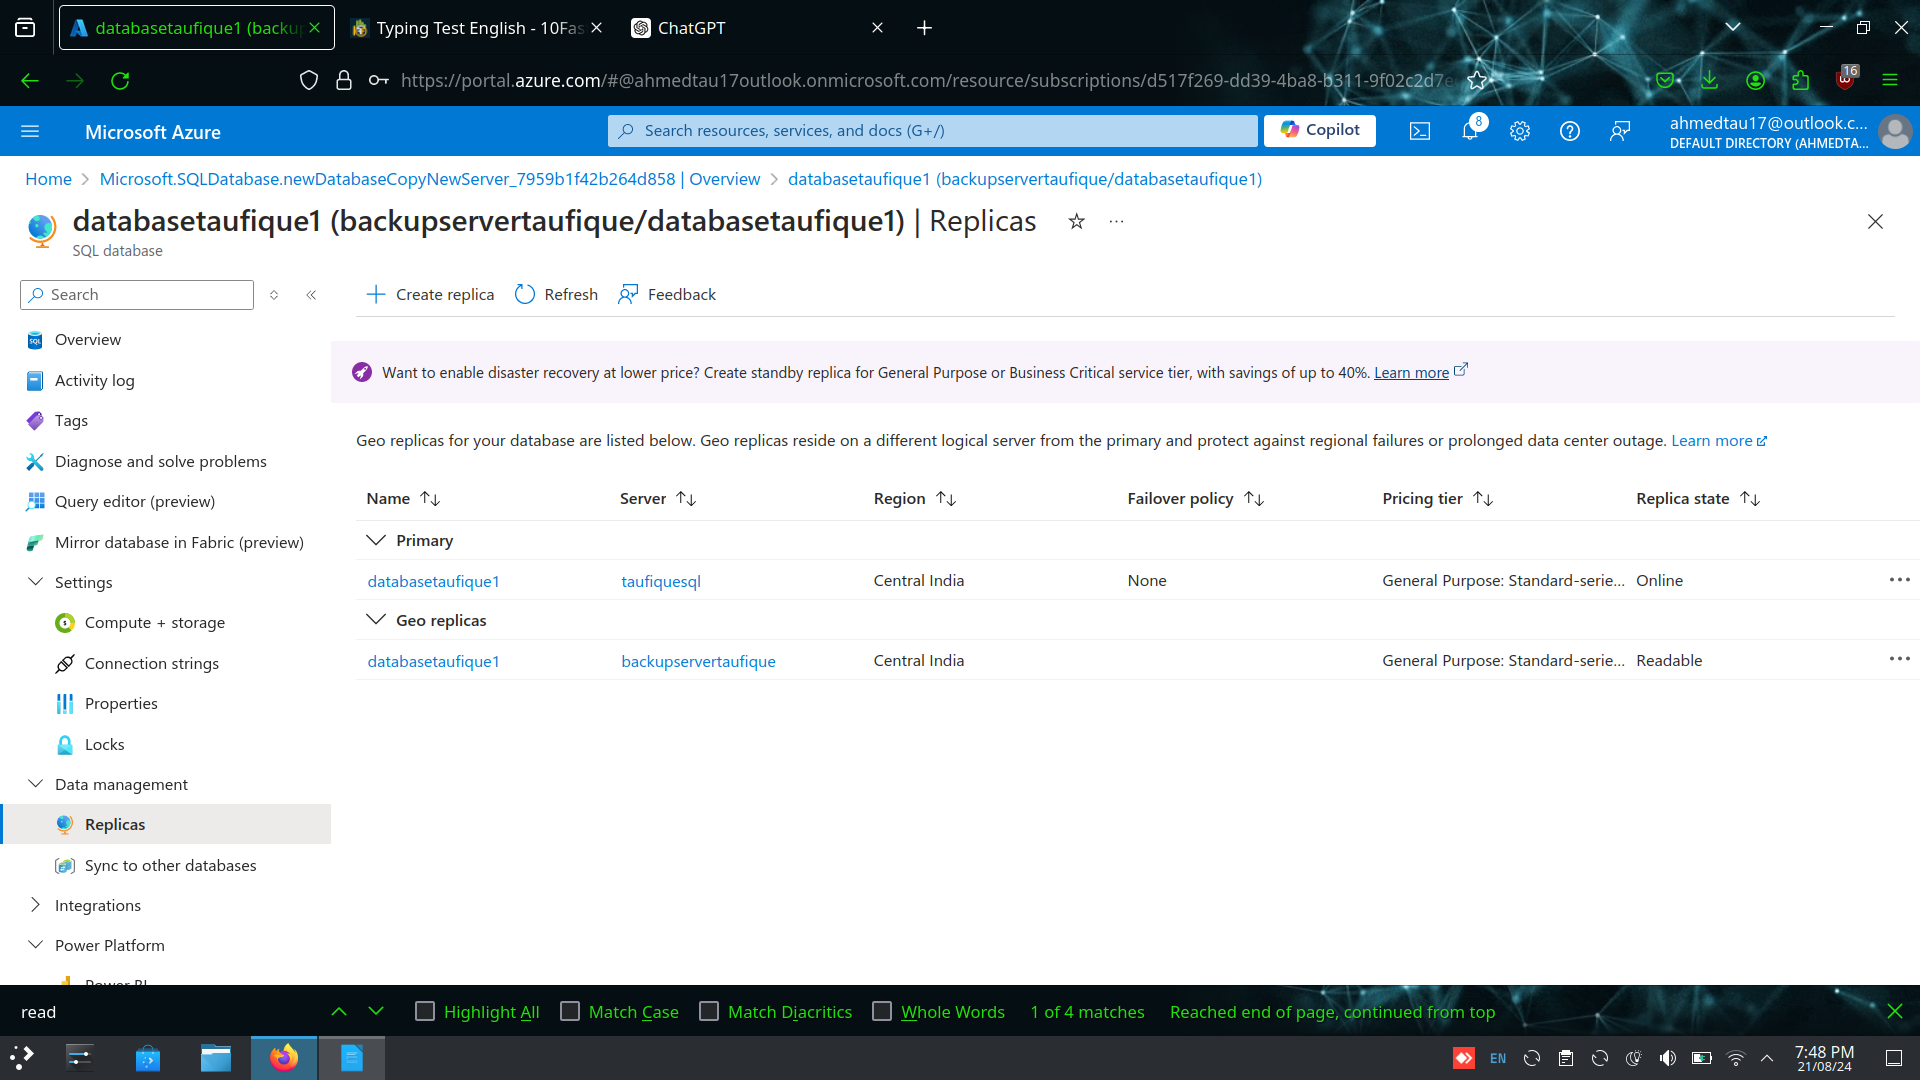 databasetaufique1 (backup
Typing Test English - 10Fas
ChatGPT
https://portal.azure.com/#@ahmedtau17outlook.onmicrosoft.com/resource/subscriptions/d517f269-dd39-4ba8-b311-9f02c2d7e
16
Microsoft Azure
Search resources, services, and docs (G+/)
Copilot
8
ahmedtau17@outlook.c...
DEFAULT DIRECTORY (AHMEDTA...
Home > Microsoft.SQLDatabase.newDatabaseCopyNewServer_7959b1f42b264d858 | Overview > databasetaufique1 (backupservertaufique/databasetaufique1)
databasetaufique1 (backupservertaufique/databasetaufique1) | Replicas
SQL database
Search
Create replica
Refresh
Feedback
Overview
Activity log
Tags
Diagnose and solve problems
Query editor (preview)
Mirror database in Fabric (preview)
Settings
Compute + storage
Connection strings
Properties
Locks
Data management
Replicas
Sync to other databases
Integrations
Power Platform
Power BI
Want to enable disaster recovery at lower price? Create standby replica for General Purpose or Business Critical service tier, with savings of up to 40%. Learn more
Geo replicas for your database are listed below. Geo replicas reside on a different logical server from the primary and protect against regional failures or prolonged data center outage. Learn more
Name Server Region Failover policy Pricing tier Replica state
Primary
databasetaufique1 taufiquesql Central India None General Purpose: Standard-serie... Online
Geo replicas
databasetaufique1 backupservertaufique Central India General Purpose: Standard-serie... Readable
read
Highlight All
Match Case
Match Diacritics
Whole Words
1 of 4 matches
Reached end of page, continued from top
EN
7:48 PM
21/08/24